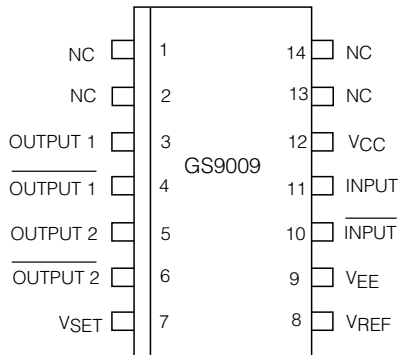 NC 1 14 NC
NC 2 13 NC
OUTPUT 1 3 12 VCC
GS9009
OUTPUT 1 4 11 INPUT
OUTPUT 2 5 10 INPUT
OUTPUT 2 6 9 VEE
VSET 7 8 VREF